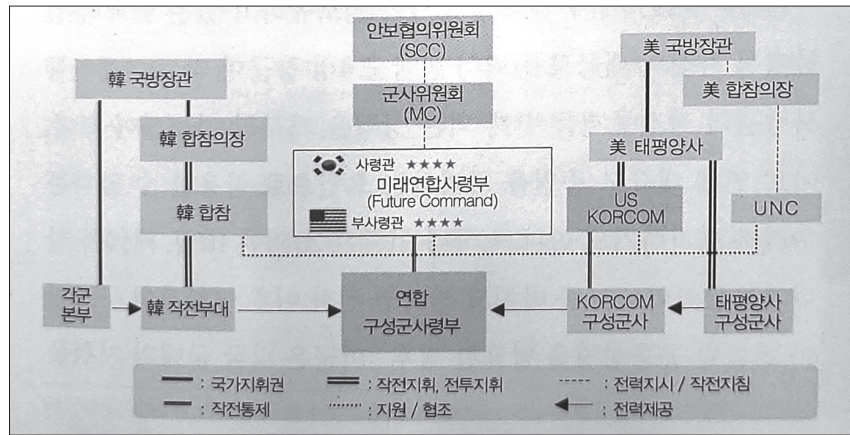 안보협의위원회
(SCC)
美 국방장관
韓 국방장관
군사위원회
(MC)
美 합참의장
韓 합참의장
美 태평양사
사령관 ★★★★
미래연합사령부
(Future Command)
부사령관 ★★★★
韓 합참
US
KORCOM
UNC
각군
본부
韓 작전부대
연합
구성군사령부
KORCOM
구성군사
태평양사
구성군사
: 국가지휘권
: 작전지휘, 전투지휘
: 전략지시 / 작전지침
: 작전통제
: 지원 / 협조
: 전력제공